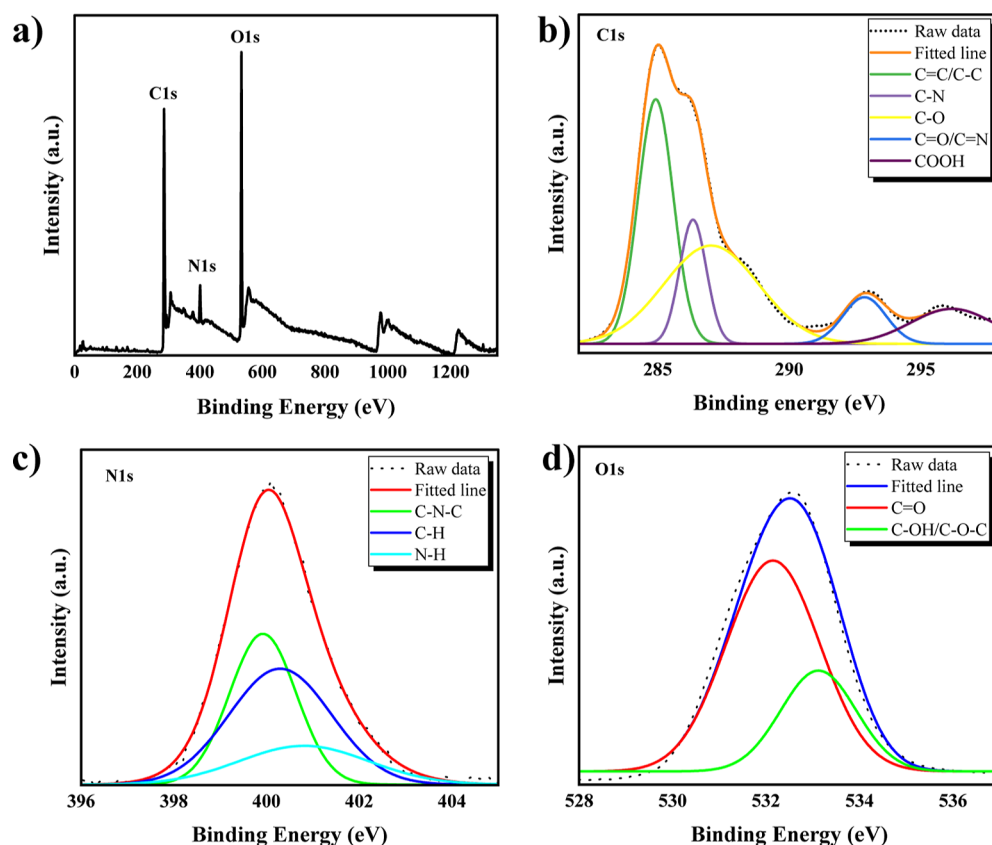 a)
O1s
C1s
N1s
Intensity (a.u.)
0 200 400 600 800 1000 1200
Binding Energy (eV)
b)
C1s
Raw data
Fitted line
C=C/C-C
C-N
C-O
C=O/C=N
COOH
Intensity (a.u.)
285 290 295
Binding energy (eV)
c)
N1s
Raw data
Fitted line
C-N-C
C-H
N-H
Intensity (a.u.)
396 398 400 402 404
Binding Energy (eV)
d)
O1s
Raw data
Fitted line
C=O
C-OH/C-O-C
Intensity (a.u.)
528 530 532 534 536
Binding Energy (eV)